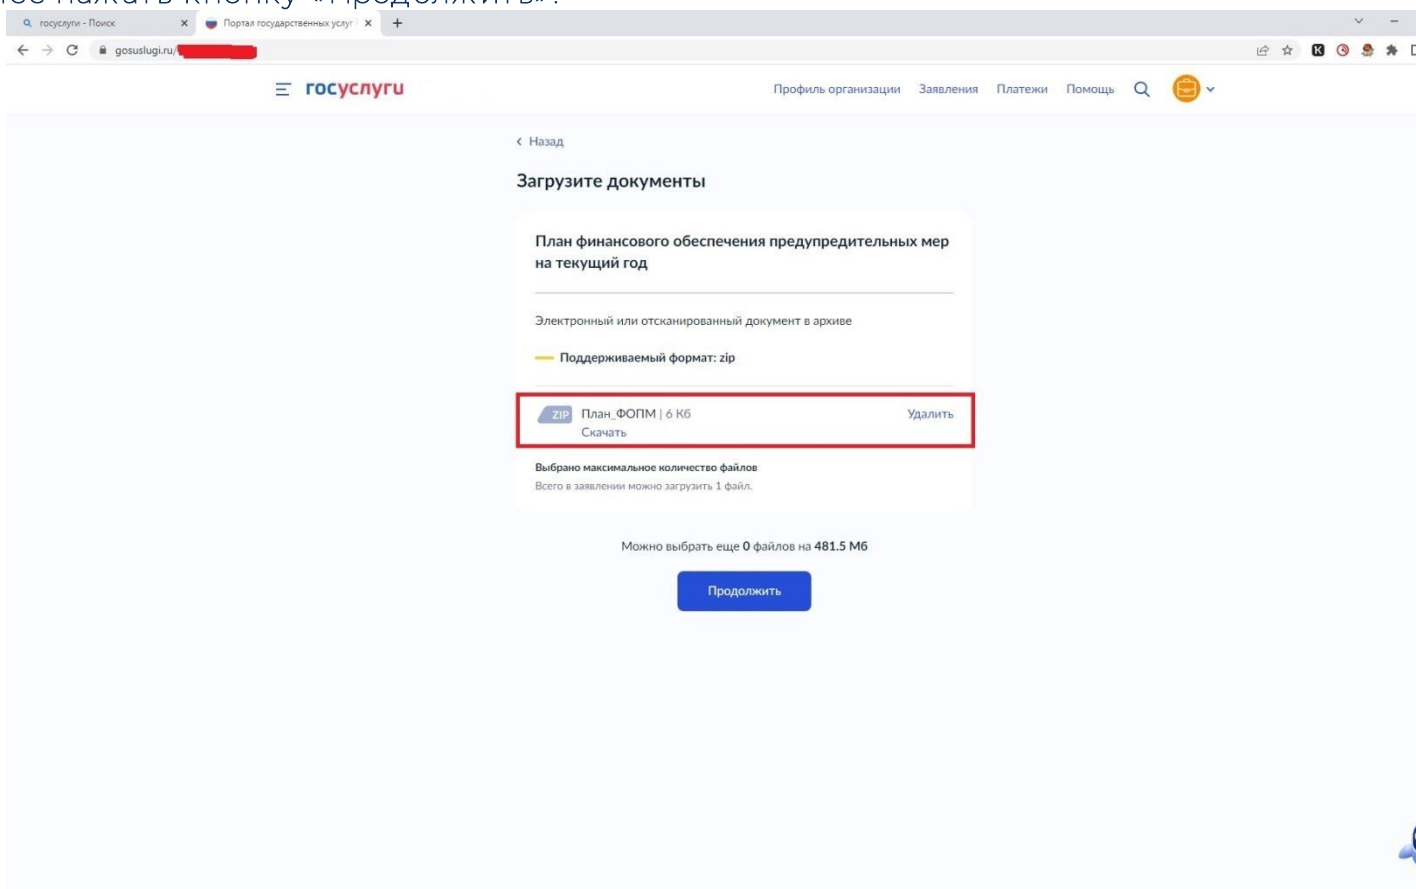 нажать кнопку «Продолжить».
госуслуги - Поиск
Портал государственных услуг
gosuslugi.ru/
госуслуги
Профиль организации Заявления Платежи Помощь
Назад
Загрузите документы
План финансового обеспечения предупредительных мер
на текущий год
Электронный или отсканированный документ в архиве
Поддерживаемый формат: zip
ZIP План_ФОПМ | 6 Кб Удалить
Скачать
Выбрано максимальное количество файлов
Всего в заявлении можно загрузить 1 файл.
Можно выбрать еще 0 файлов на 481.5 Мб
Продолжить